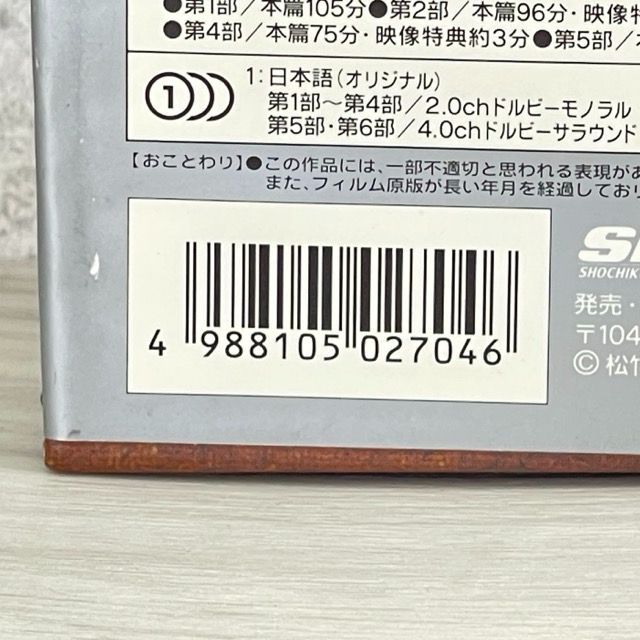 ●第1部/本篇105分●第2部/本篇96分・映像特
●第4部/本篇75分・映像特典約3分●第5部/
1 1:日本語(オリジナル)
第1部～第4部/2.0chドルビーモノラル
第5部・第6部/4.0chドルビーサラウンド
【おことわり】●この作品には、一部不適切と思われる表現が
また、フィルム原版が長い年月を経過しており
SHOCHIK
発売・
〒104
©松竹
4 988105 027046